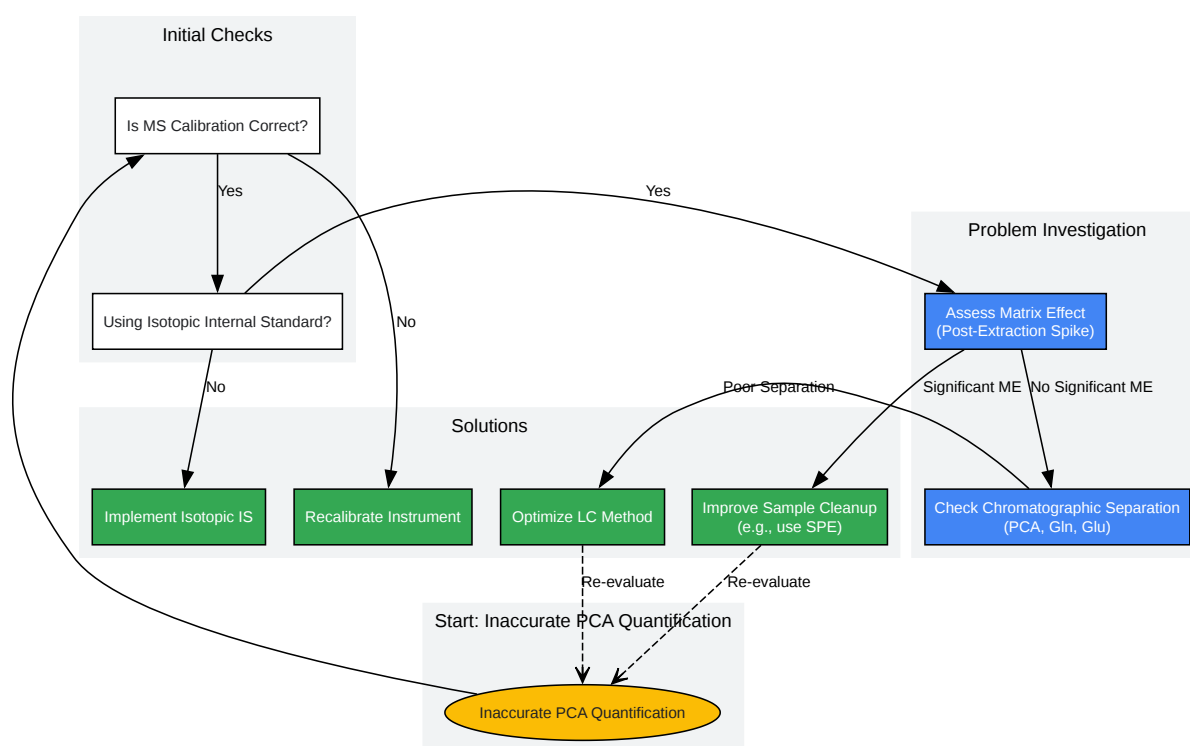 Initial Checks
Is MS Calibration Correct?
Yes
Yes
Problem Investigation
Using Isotopic Internal Standard?
No
Assess Matrix Effect
(Post-Extraction Spike)
No
Poor Separation
Significant ME
No Significant ME
Solutions
Implement Isotopic IS
Recalibrate Instrument
Optimize LC Method
Improve Sample Cleanup
(e.g., use SPE)
Check Chromatographic Separation
(PCA, Gln, Glu)
Re-evaluate
Re-evaluate
Start: Inaccurate PCA Quantification
Inaccurate PCA Quantification